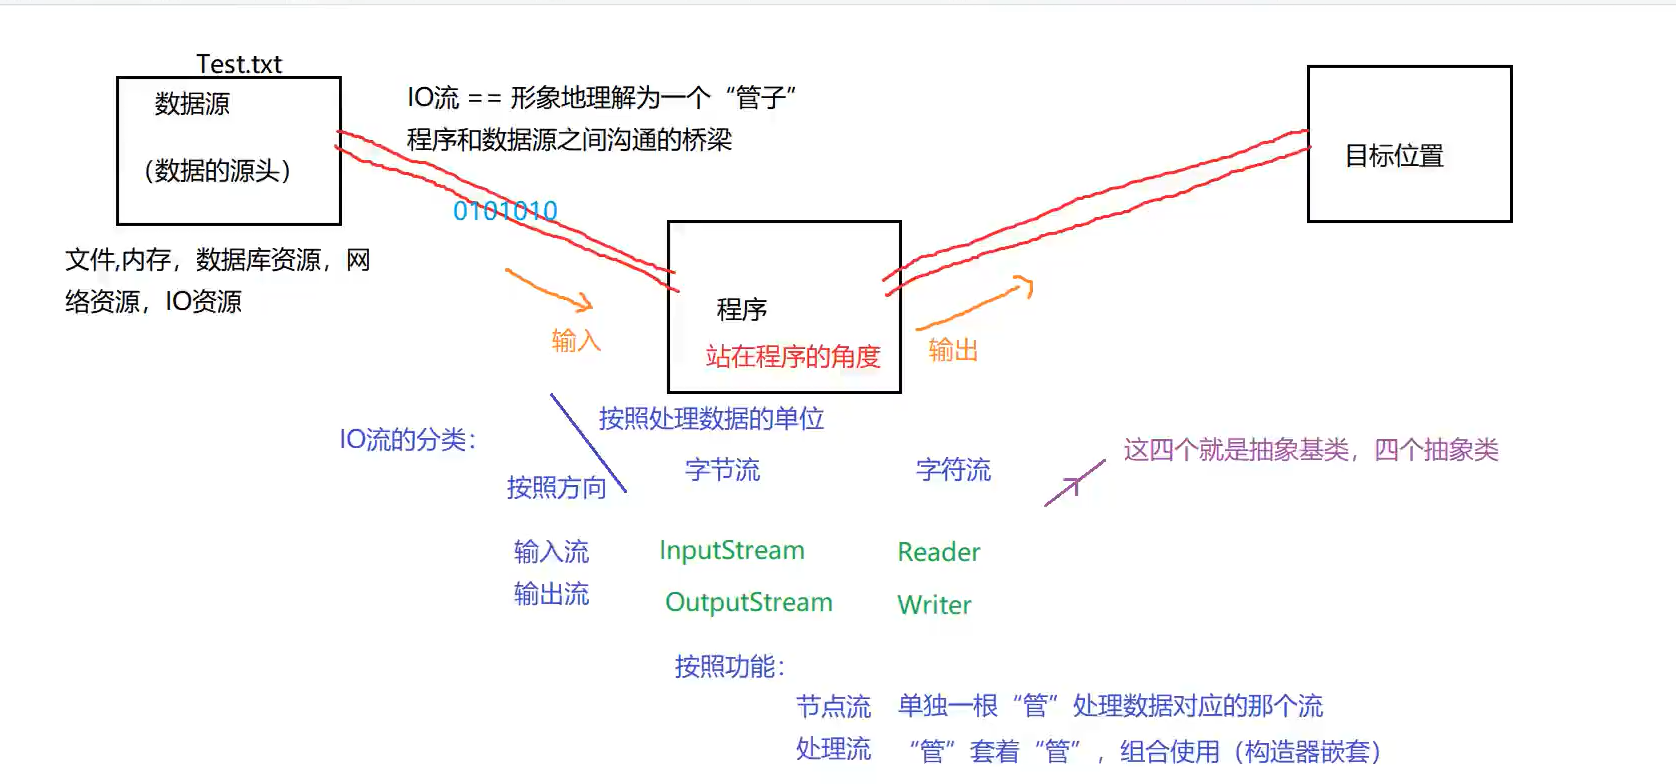 Test.txt
数据源
（数据的源头）
IO流 == 形象地理解为一个“管子”
程序和数据源之间沟通的桥梁
0101010
目标位置
文件,内存，数据库资源，网
络资源，IO资源
程序
站在程序的角度
输入
输出
IO流的分类：
按照处理数据的单位
按照方向
字节流
字符流
这四个就是抽象基类，四个抽象类
输入流 InputStream Reader
输出流 OutputStream Writer
按照功能：
节点流 单独一根“管”处理数据对应的那个流
处理流 “管”套着“管”，组合使用（构造器嵌套）